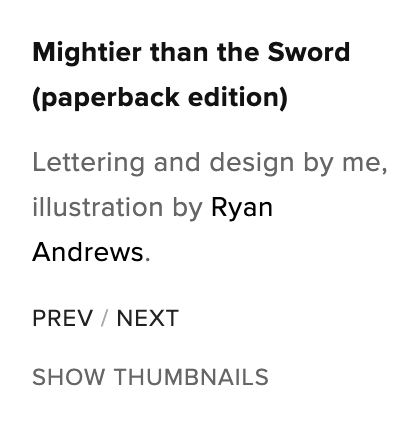 Mightier than the Sword
(paperback edition)
Lettering and design by me,
illustration by Ryan
Andrews.
PREV / NEXT
SHOW THUMBNAILS